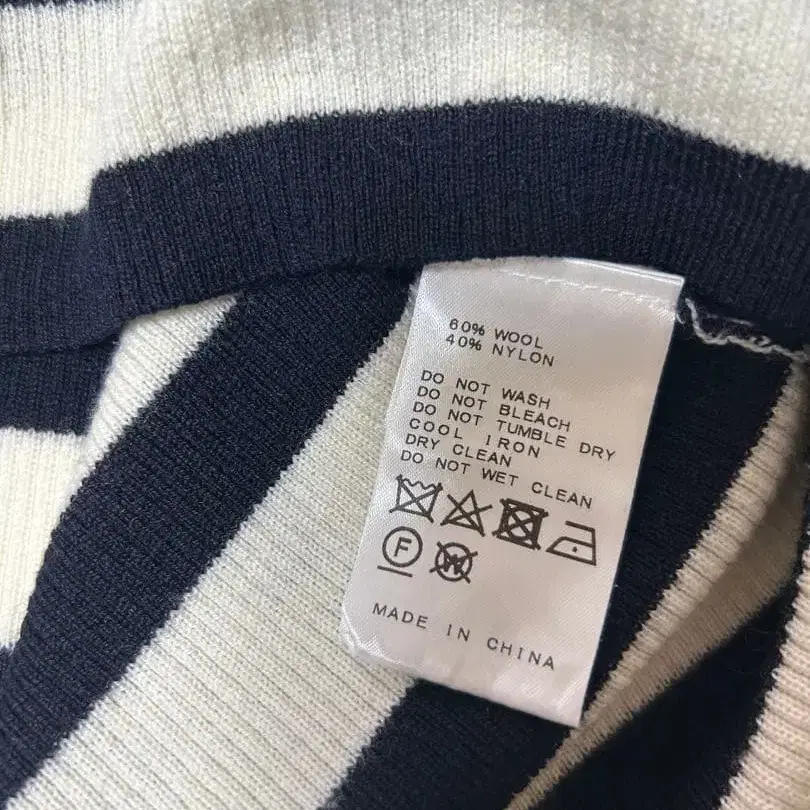 60% WOOL
40% NYLON
DO NOT WASH
DO NOT BLEACH
DO NOT TUMBLE DRY
COOL IRON
DRY CLEAN
DO NOT WET CLEAN
F W
MADE IN CHINA